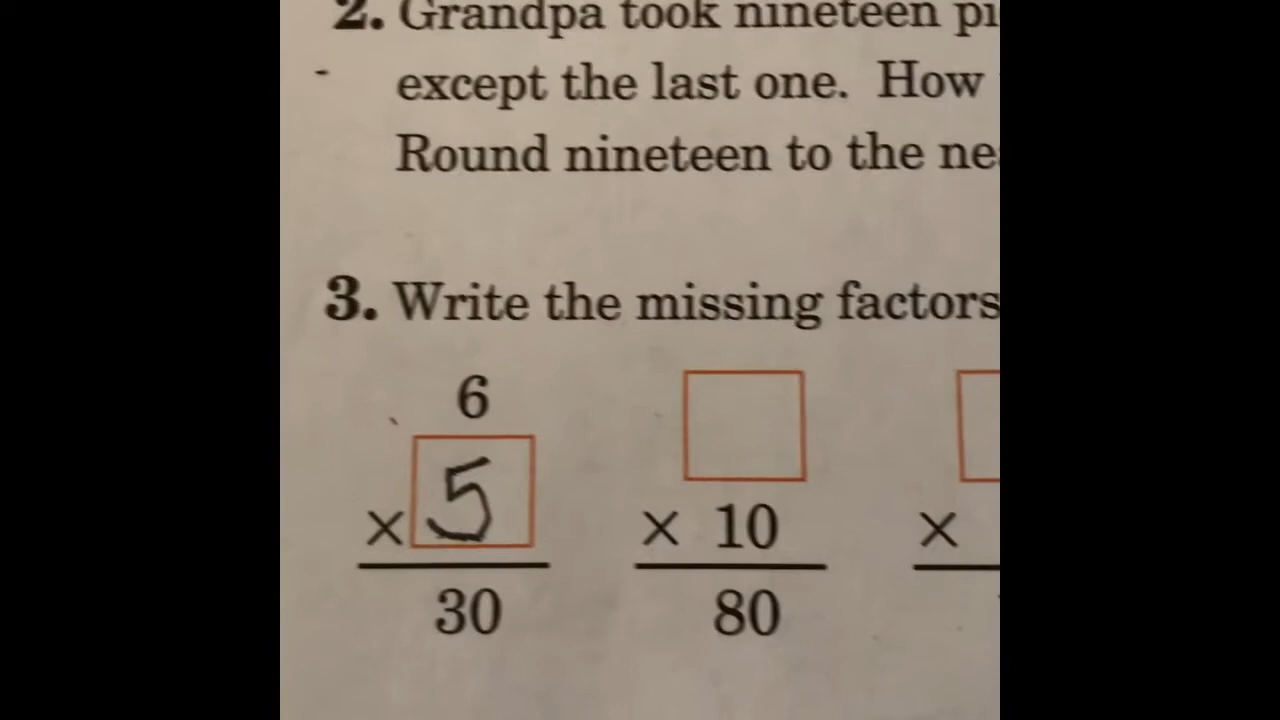 2. Grandpa took nineteen pi
except the last one. How
Round nineteen to the ne
3. Write the missing factors
6
× 5
30
× 10
80
×